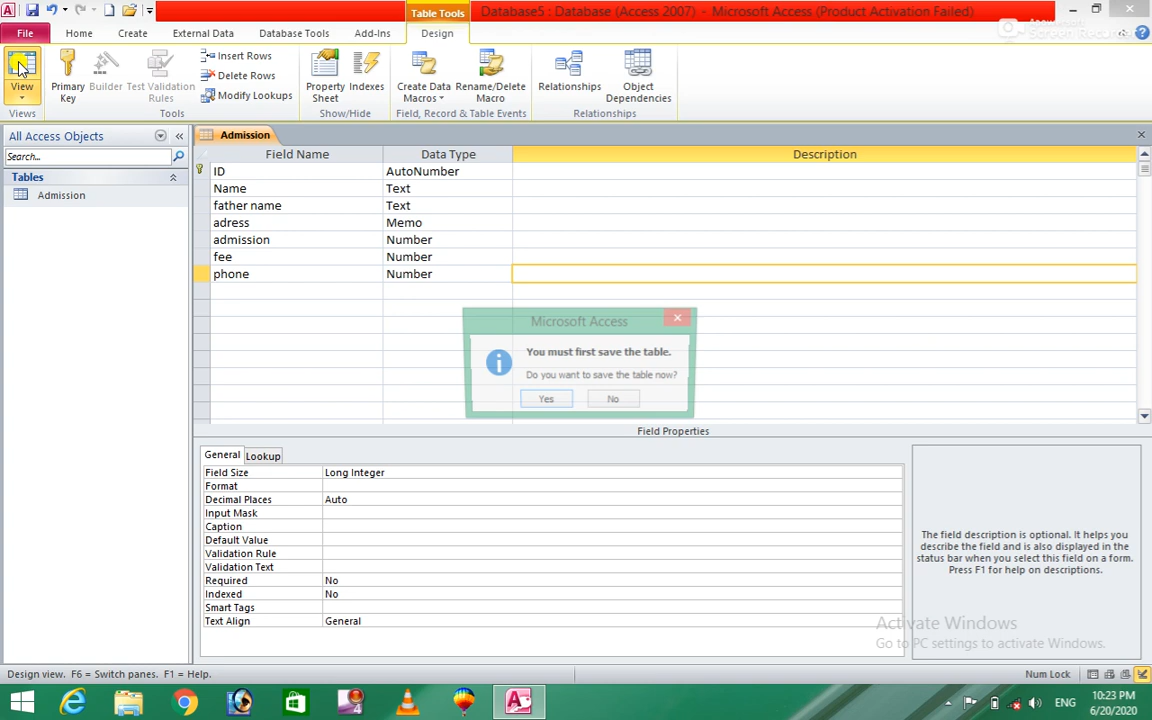 Table Tools
Database5 : Database (Access 2007) - Microsoft Access (Product Activation Failed)
File
Home
Create
External Data
Database Tools
Add-Ins
Design
View
Primary Key
Builder
Test Validation Rules
Insert Rows
Delete Rows
Modify Lookups
Property Sheet
Indexes
Create Data Macros
Rename/Delete Macro
Relationships
Object Dependencies
Views
Tools
Show/Hide
Field, Record & Table Events
Relationships
All Access Objects
Search...
Tables
Admission
Admission
Field Name Data Type Description
ID AutoNumber
Name Text
father name Text
adress Memo
admission Number
fee Number
phone Number
Microsoft Access
You must first save the table.
Do you want to save the table now?
Yes No
Field Properties
General Lookup
Field Size Long Integer
Format
Decimal Places Auto
Input Mask
Caption
Default Value
Validation Rule
Validation Text
Required No
Indexed No
Smart Tags
Text Align General
The field description is optional. It helps you
describe the field and is also displayed in the
status bar when you select this field on a form.
Press F1 for help on descriptions.
Activate Windows
Go to PC settings to activate Windows.
Design view. F6 = Switch panes. F1 = Help.
Num Lock
ENG
10:23 PM
6/20/2020